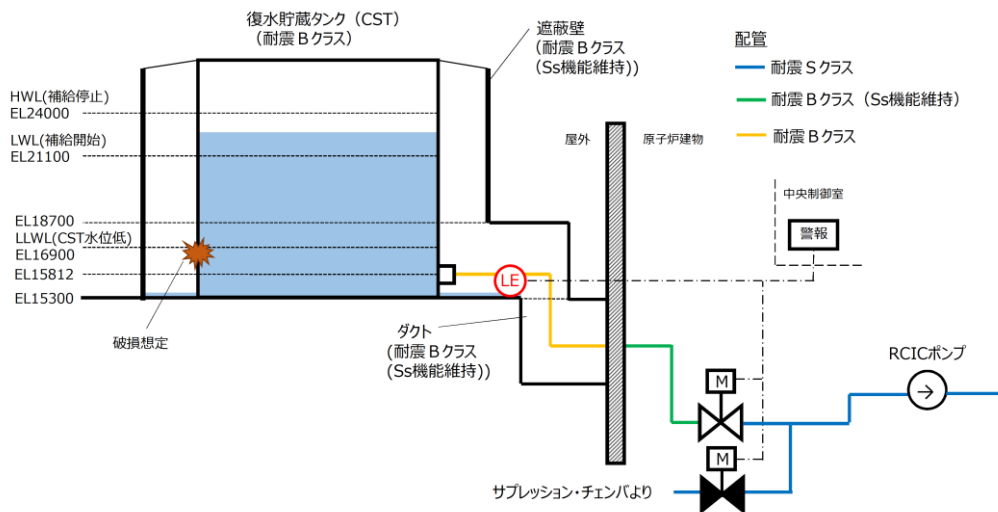 復水貯蔵タンク（CST）
（耐震Ｂクラス）
遮蔽壁
（耐震Ｂクラス
（Ss機能維持））
配管
耐震Ｓクラス
耐震Ｂクラス（Ss機能維持）
耐震Ｂクラス
HWL(補給停止)
EL24000
LWL(補給開始)
EL21100
屋外
原子炉建物
中央制御室
警報
EL18700
LLWL(CST水位低)
EL16900
EL15812
EL15300
LE
破損想定
ダクト
（耐震Ｂクラス
（Ss機能維持））
RCICポンプ
M
M
サプレッション・チェンバより